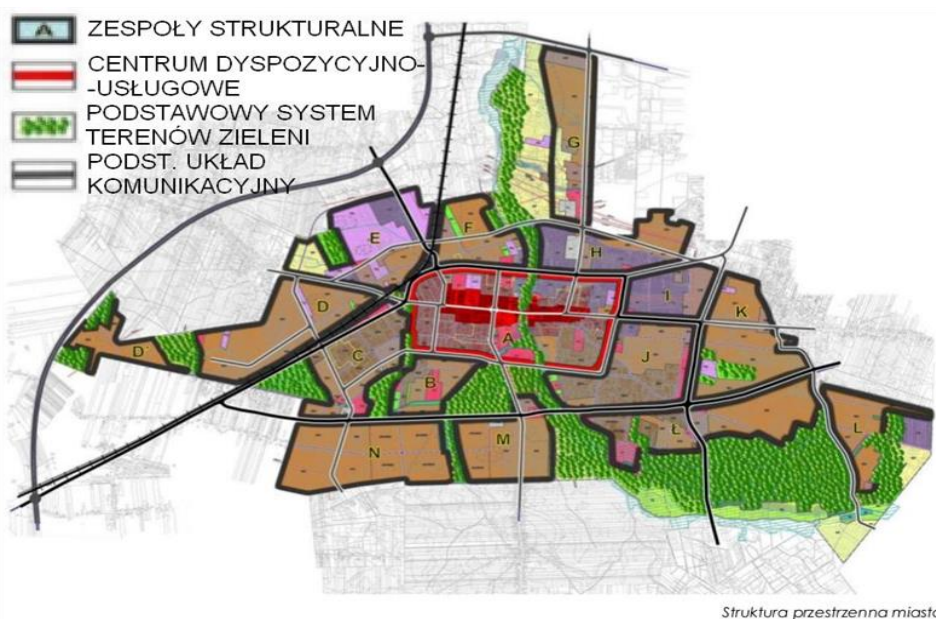 A ZESPOŁY STRUKTURALNE
CENTRUM DYSPOZYCYJNO-
-USŁUGOWE
PODSTAWOWY SYSTEM
TERENÓW ZIELENI
PODST. UKŁAD
KOMUNIKACYJNY
G
E
F
H
D
I
K
D'
C
A
J
B
N
M
Ł
L
Struktura przestrzenna miasta